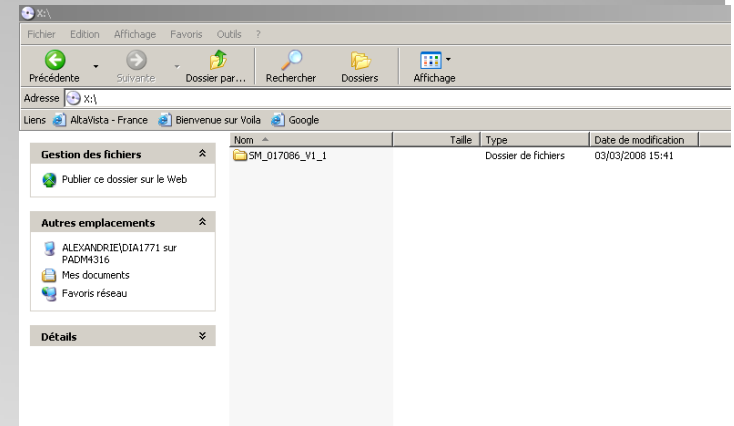 X:\
Fichier Edition Affichage Favoris Outils ?
Précédente Suivante Dossier par... Rechercher Dossiers Affichage
Adresse X:\
Liens AltaVista - France Bienvenue sur Voila Google
Nom Taille Type Date de modification
SM_017086_V1_1 Dossier de fichiers 03/03/2008 15:41
Gestion des fichiers
Publier ce dossier sur le Web
Autres emplacements
ALEXANDRIE\DIA1771 sur
PADM4316
Mes documents
Favoris réseau
Détails